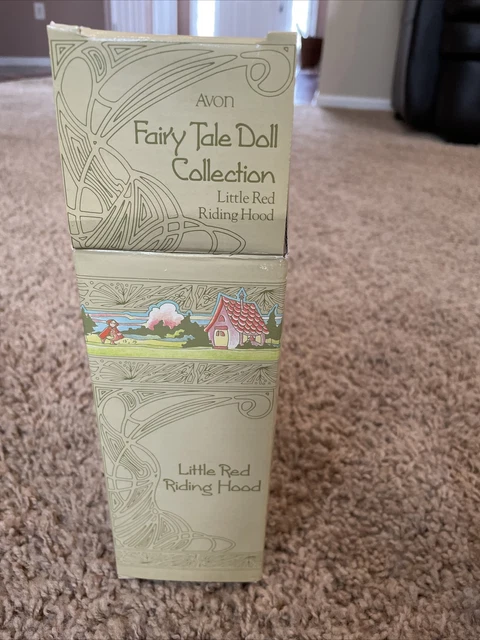 Avon
Fairy Tale Doll
Collection
Little Red
Riding Hood
Little Red
Riding Hood